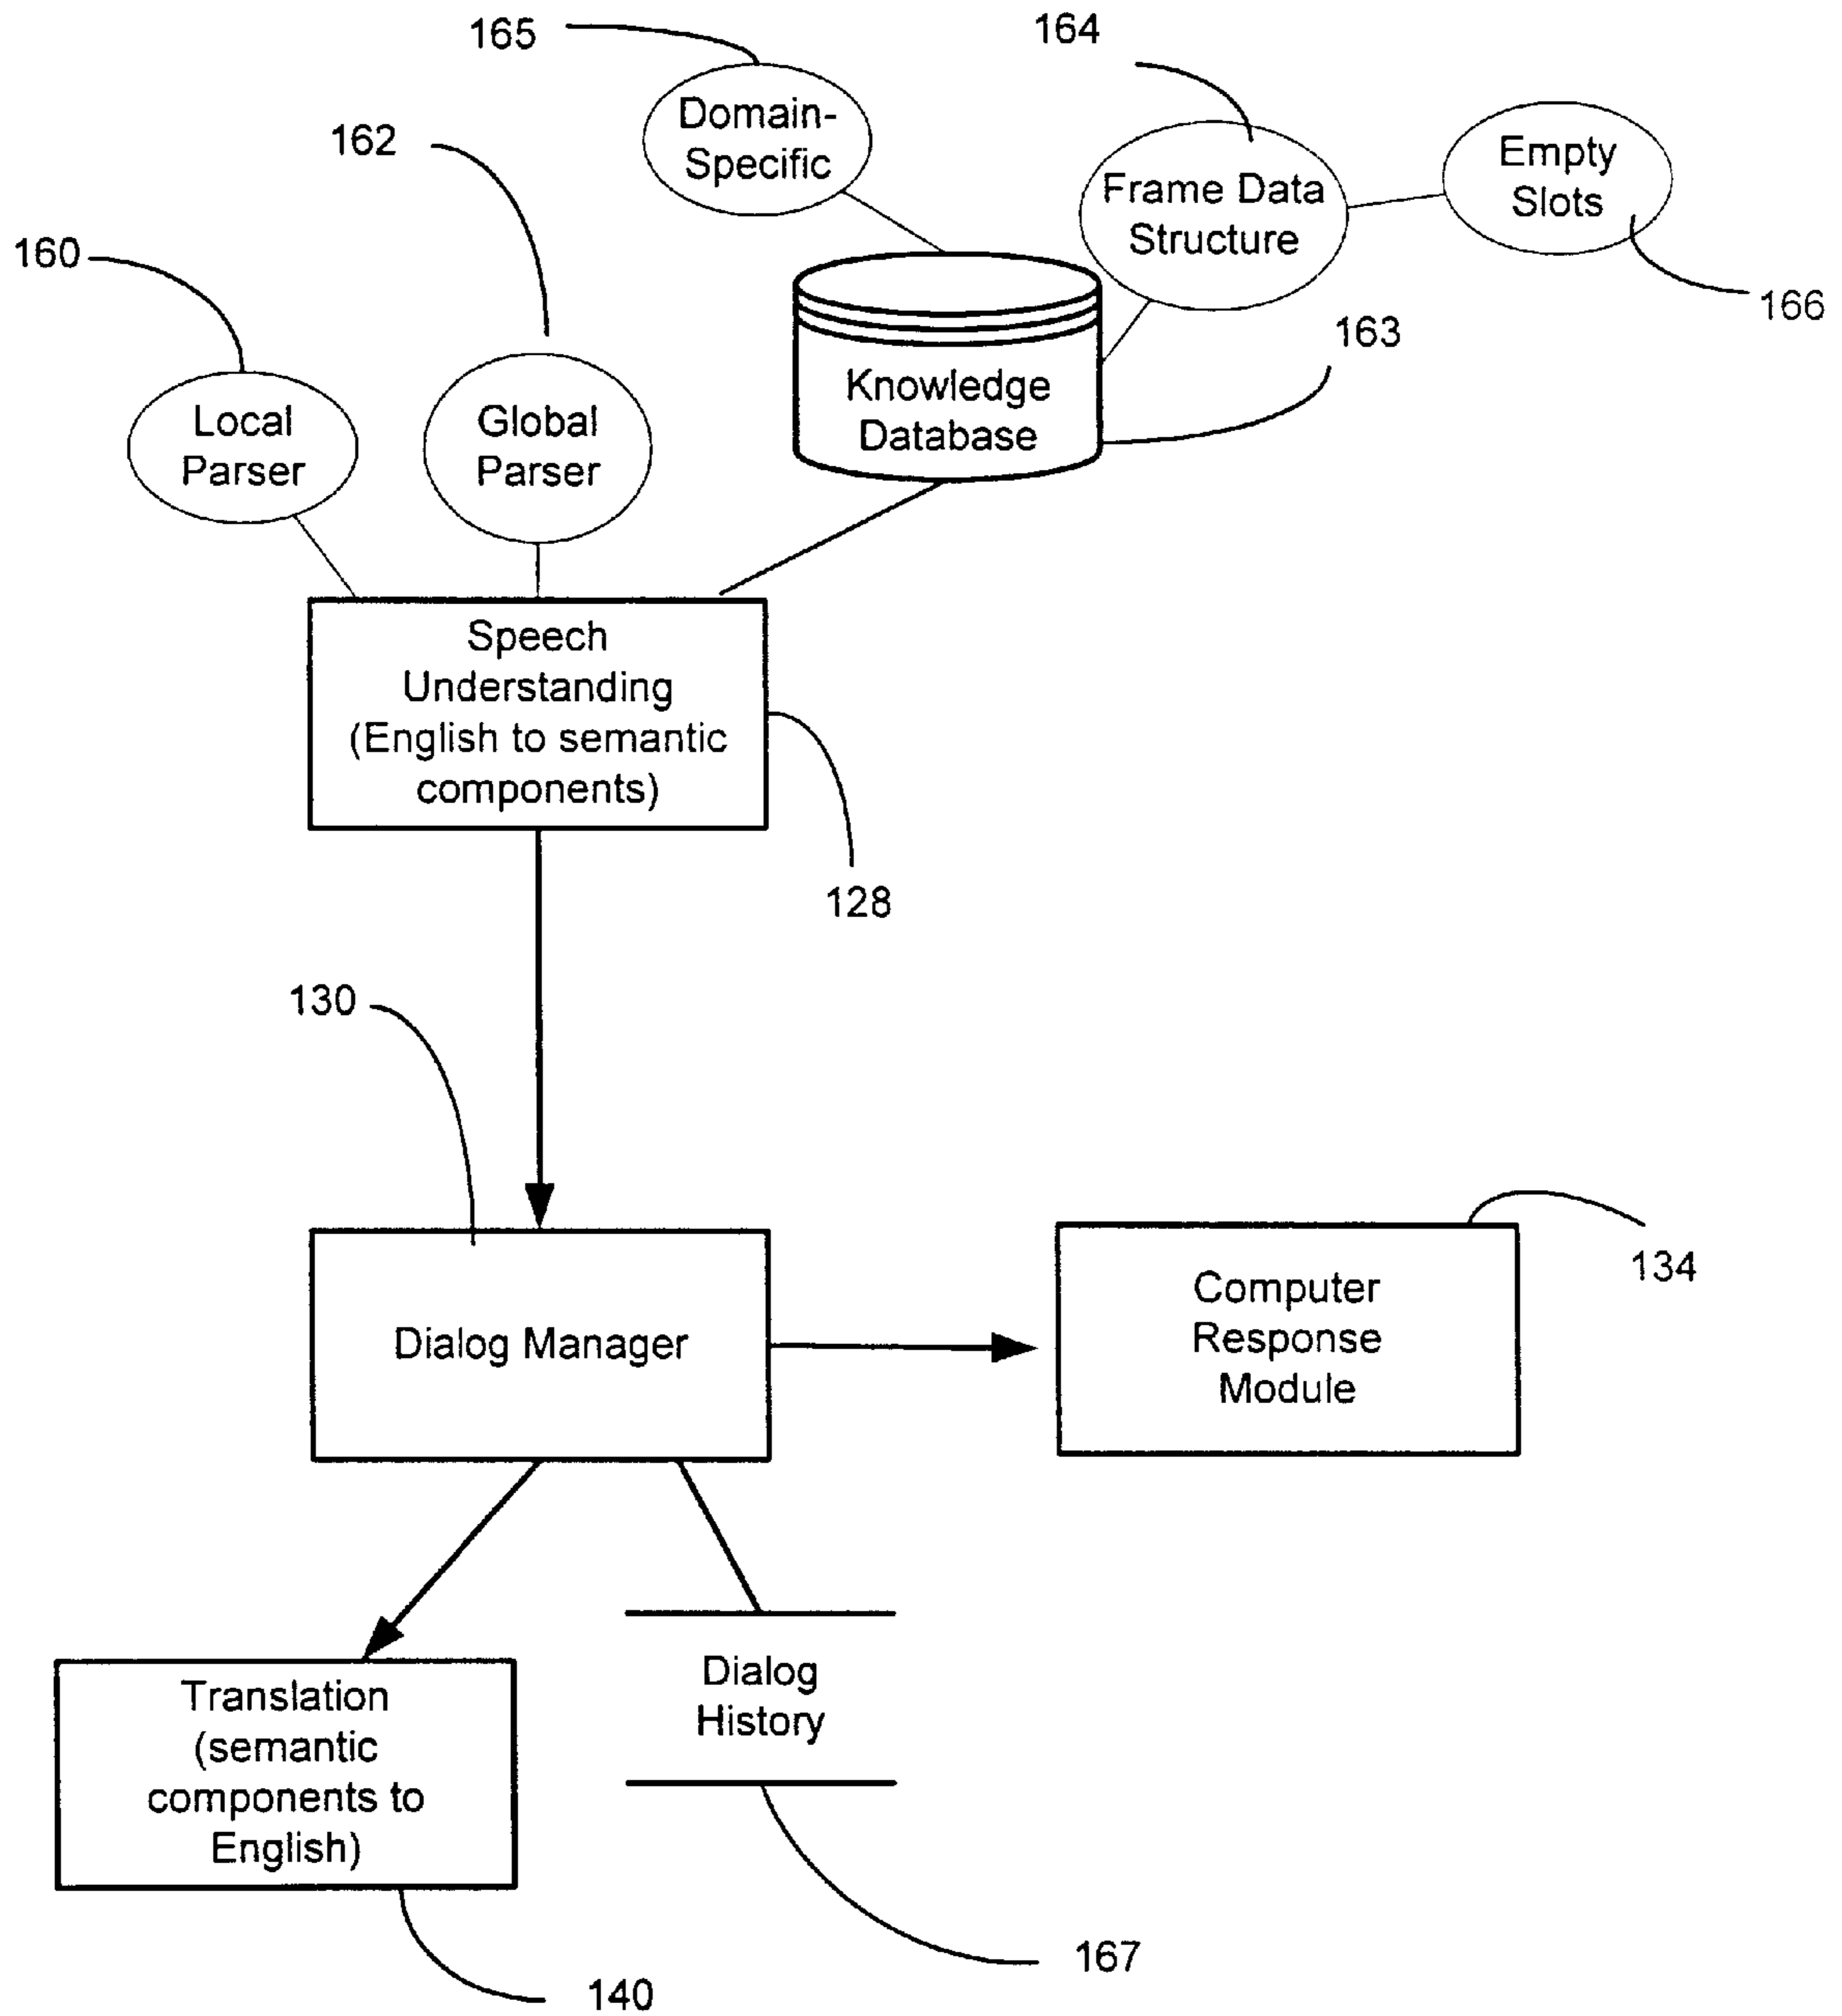 165
164
Domain-
Specific
162
Empty
Slots
Frame Data
Structure
160
166
163
Knowledge
Database
Local
Parser
Global
Parser
Speech
Understanding
(English to semantic
components)
128
130
134
Computer
Response
Module
Dialog Manager
Dialog
History
Translation
(semantic
components to
English)
167
140